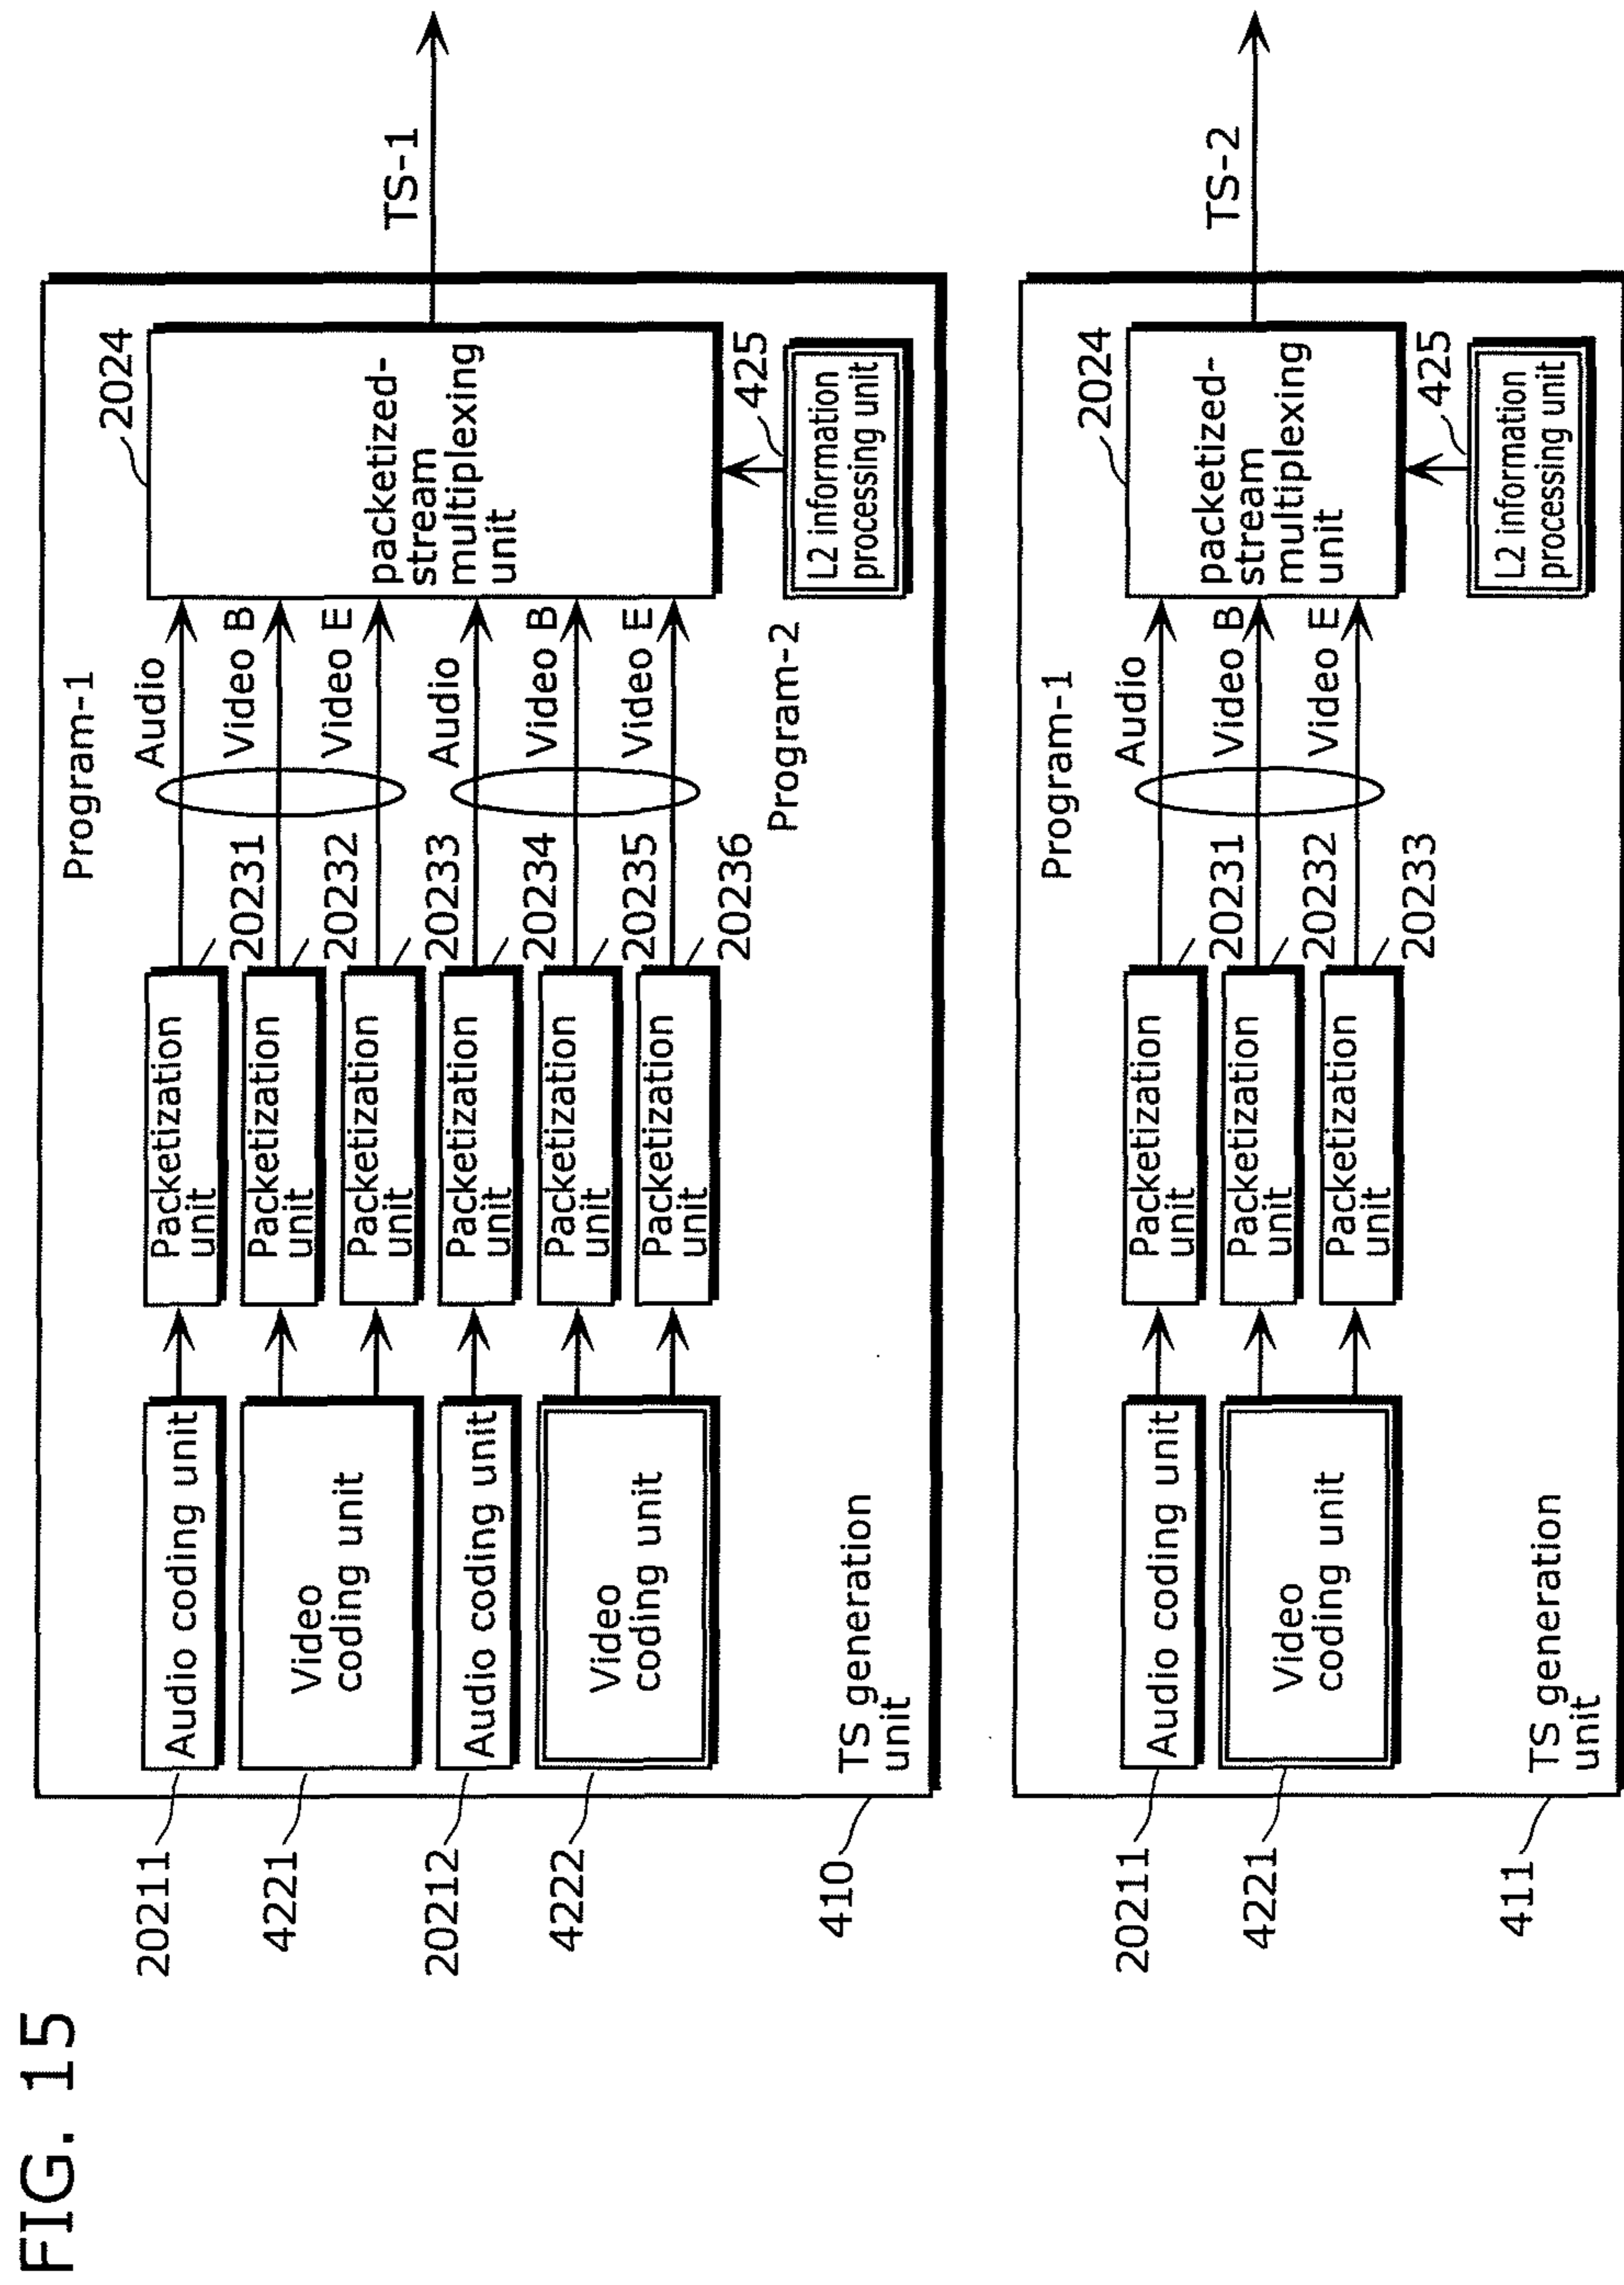 FIG. 15
Program-1
20211
Audio coding unit
Packetization
unit
20231
Audio
2024
4221
Video
coding unit
Packetization
unit
20232
Video B
Packetization
unit
20233
Video E
packetized-
stream
multiplexing
unit
TS-1
20212
Audio coding unit
Packetization
unit
20234
Audio
4222
Video
coding unit
Packetization
unit
20235
Video B
Packetization
unit
20236
Video E
425
Program-2
L2 information
processing unit
410
TS generation
unit
Program-1
20211
Audio coding unit
Packetization
unit
20231
Audio
2024
4221
Video
coding unit
Packetization
unit
20232
Video B
Packetization
unit
20233
Video E
packetized-
stream
multiplexing
unit
TS-2
425
L2 information
processing unit
411
TS generation
unit